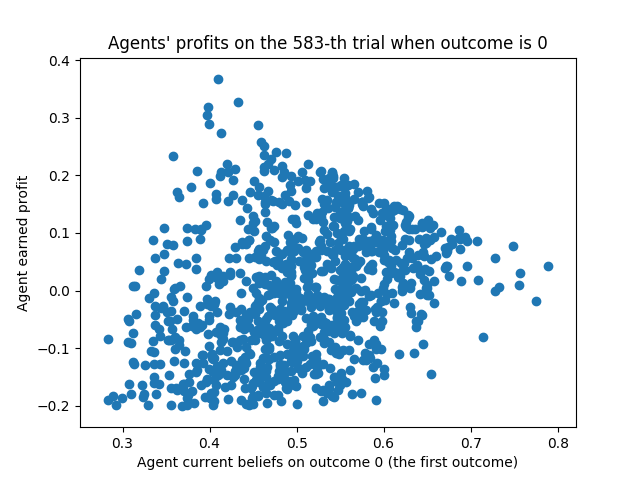 Agents' profits on the 583-th trial when outcome is 0
0.4
0.3
0.2
0.1
0.0
−0.1
−0.2
Agent earned profit
0.3 0.4 0.5 0.6 0.7 0.8
Agent current beliefs on outcome 0 (the first outcome)